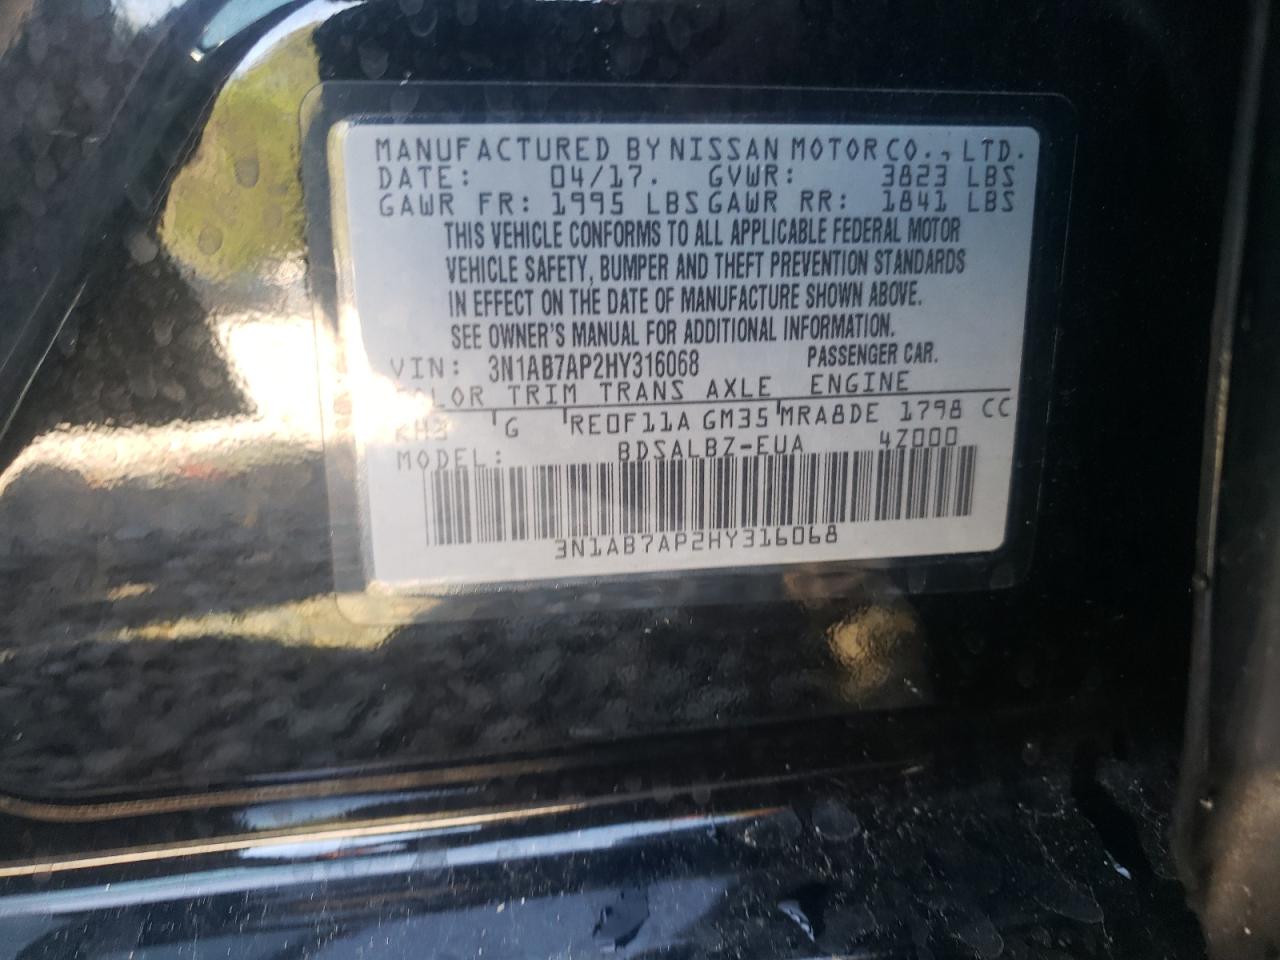 MANUFACTURED BY NISSAN MOTOR CO., LTD.
DATE: 04/17. GVWR: 3823 LBS
GAWR FR: 1995 LBS GAWR RR: 1841 LBS
THIS VEHICLE CONFORMS TO ALL APPLICABLE FEDERAL MOTOR
VEHICLE SAFETY, BUMPER AND THEFT PREVENTION STANDARDS
IN EFFECT ON THE DATE OF MANUFACTURE SHOWN ABOVE.
SEE OWNER'S MANUAL FOR ADDITIONAL INFORMATION.
VIN: 3N1AB7AP2HY316068 PASSENGER CAR.
COLOR TRIM TRANS AXLE ENGINE
KH3 G RE0F11A GM35 MRA8DE 1798 CC
MODEL: BDSALBZ-EUA 4Z000
3N1AB7AP2HY316068